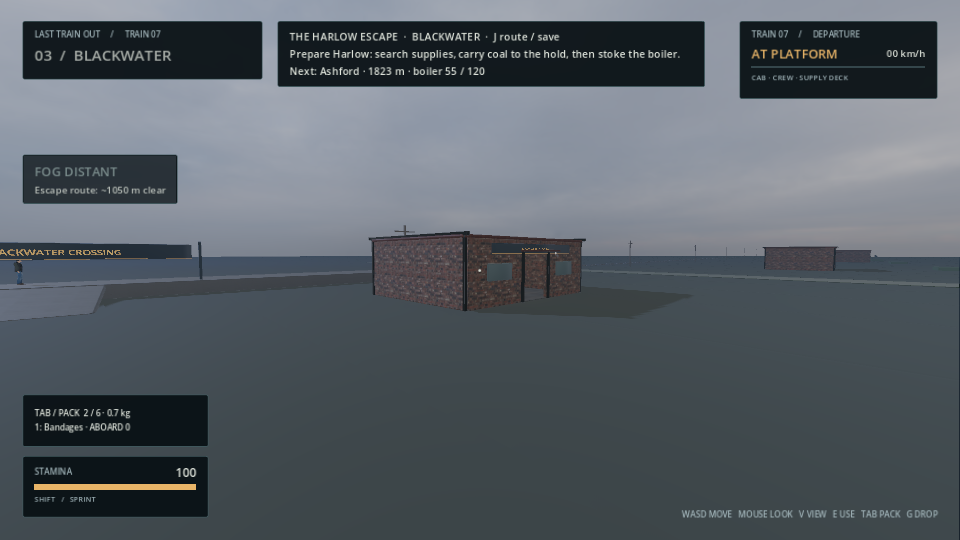 LAST TRAIN OUT / TRAIN 07
03 / BLACKWATER
THE HARLOW ESCAPE · BLACKWATER · J route / save
Prepare Harlow: search supplies, carry coal to the hold, then stoke the boiler.
Next: Ashford · 1823 m · boiler 55 / 120
TRAIN 07 / DEPARTURE
AT PLATFORM 00 km/h
CAB · CREW · SUPPLY DECK
FOG DISTANT
Escape route: ~1050 m clear
ACKWATER CROSSING
TAB / PACK 2 / 6 · 0.7 kg
1: Bandages · ABOARD 0
STAMINA 100
SHIFT / SPRINT
WASD MOVE MOUSE LOOK V VIEW E USE TAB PACK G DROP